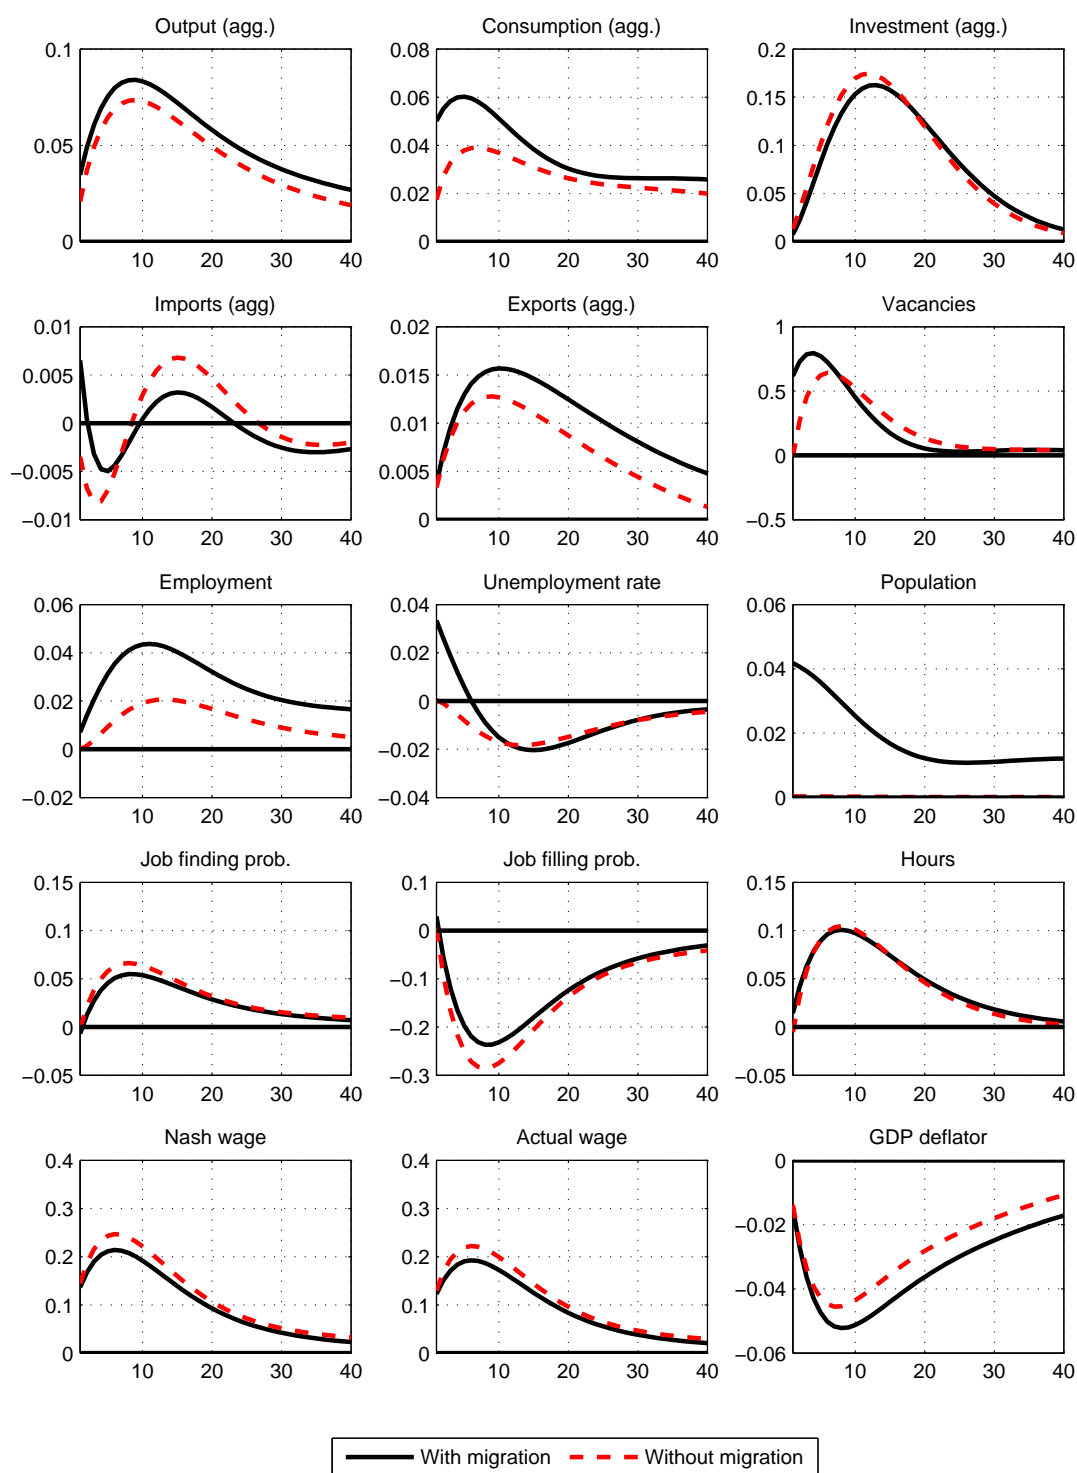 Output (agg.) Consumption (agg.) Investment (agg.)
0.1 0.08 0.2
0.06 0.15
0.05 0.04 0.1
0.02 0.05
0 0 0
10 20 30 40 10 20 30 40 10 20 30 40
Imports (agg) Exports (agg.) Vacancies
0.01 0.02 1
0.005 0.015 0.5
0 0.01
−0.005 0.005 0
−0.01 0 −0.5
10 20 30 40 10 20 30 40 10 20 30 40
Employment Unemployment rate Population
0.06 0.04 0.06
0.04 0.02 0.04
0.02 0
0 −0.02 0.02
−0.02 −0.04 0
10 20 30 40 10 20 30 40 10 20 30 40
Job finding prob. Job filling prob. Hours
0.15 0.1 0.15
0.1 0 0.1
0.05 −0.1 0.05
0 −0.2 0
−0.05 −0.3 −0.05
10 20 30 40 10 20 30 40 10 20 30 40
Nash wage Actual wage GDP deflator
0.4 0.4 0
0.3 0.3 −0.02
0.2 0.2
0.1 0.1 −0.04
0 0 −0.06
10 20 30 40 10 20 30 40 10 20 30 40
With migration Without migration